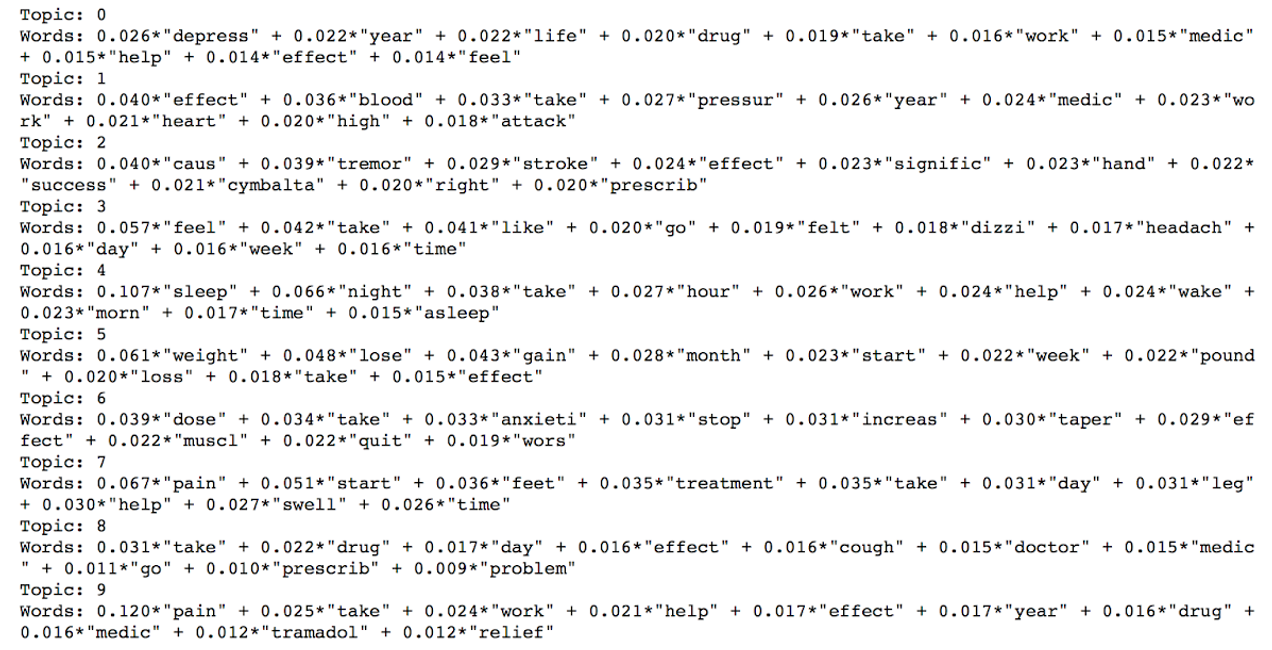 Topic: 0
Words: 0.026*"depress" + 0.022*"year" + 0.022*"life" + 0.020*"drug" + 0.019*"take" + 0.016*"work" + 0.015*"medic"
+ 0.015*"help" + 0.014*"effect" + 0.014*"feel"
Topic: 1
Words: 0.040*"effect" + 0.036*"blood" + 0.033*"take" + 0.027*"pressur" + 0.026*"year" + 0.024*"medic" + 0.023*"wo
rk" + 0.021*"heart" + 0.020*"high" + 0.018*"attack"
Topic: 2
Words: 0.040*"caus" + 0.039*"tremor" + 0.029*"stroke" + 0.024*"effect" + 0.023*"signific" + 0.023*"hand" + 0.022*
"success" + 0.021*"cymbalta" + 0.020*"right" + 0.020*"prescrib"
Topic: 3
Words: 0.057*"feel" + 0.042*"take" + 0.041*"like" + 0.020*"go" + 0.019*"felt" + 0.018*"dizzi" + 0.017*"headach" +
0.016*"day" + 0.016*"week" + 0.016*"time"
Topic: 4
Words: 0.107*"sleep" + 0.066*"night" + 0.038*"take" + 0.027*"hour" + 0.026*"work" + 0.024*"help" + 0.024*"wake" +
0.023*"morn" + 0.017*"time" + 0.015*"asleep"
Topic: 5
Words: 0.061*"weight" + 0.048*"lose" + 0.043*"gain" + 0.028*"month" + 0.023*"start" + 0.022*"week" + 0.022*"pound
" + 0.020*"loss" + 0.018*"take" + 0.015*"effect"
Topic: 6
Words: 0.039*"dose" + 0.034*"take" + 0.033*"anxieti" + 0.031*"stop" + 0.031*"increas" + 0.030*"taper" + 0.029*"ef
fect" + 0.022*"muscl" + 0.022*"quit" + 0.019*"wors"
Topic: 7
Words: 0.067*"pain" + 0.051*"start" + 0.036*"feet" + 0.035*"treatment" + 0.035*"take" + 0.031*"day" + 0.031*"leg"
+ 0.030*"help" + 0.027*"swell" + 0.026*"time"
Topic: 8
Words: 0.031*"take" + 0.022*"drug" + 0.017*"day" + 0.016*"effect" + 0.016*"cough" + 0.015*"doctor" + 0.015*"medic
" + 0.011*"go" + 0.010*"prescrib" + 0.009*"problem"
Topic: 9
Words: 0.120*"pain" + 0.025*"take" + 0.024*"work" + 0.021*"help" + 0.017*"effect" + 0.017*"year" + 0.016*"drug" +
0.016*"medic" + 0.012*"tramadol" + 0.012*"relief"